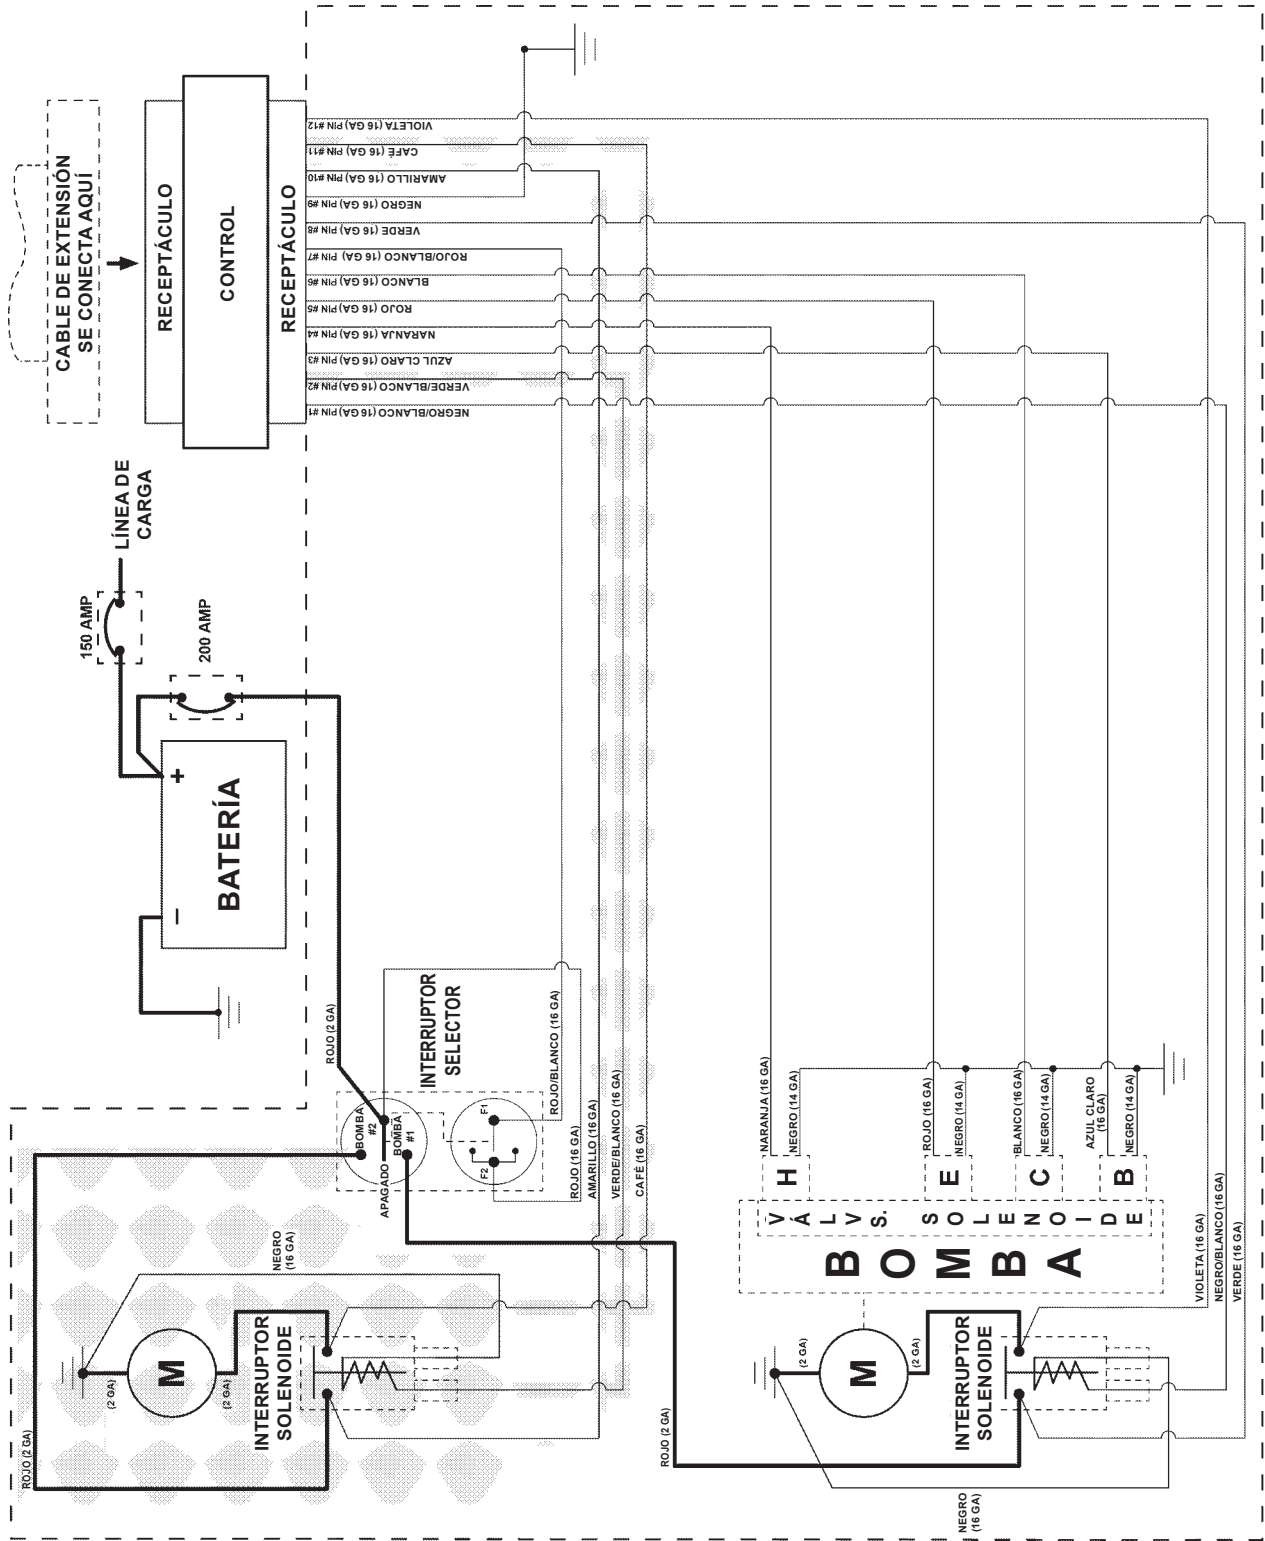 CABLE DE EXTENSIÓN
SE CONECTA AQUÍ
RECEPTÁCULO
CONTROL
RECEPTÁCULO
VIOLETA (16 GA) PIN #12
CAFÉ (16 GA) PIN #11
AMARILLO (16 GA) PIN #10
NEGRO (16 GA) PIN #9
VERDE (16 GA) PIN #8
ROJO/BLANCO (16 GA) PIN #7
BLANCO (16 GA) PIN #6
ROJO (16 GA) PIN #5
NARANJA (16 GA) PIN #4
AZUL CLARO (16 GA) PIN #3
VERDE/BLANCO (16 GA) PIN #2
NEGRO/BLANCO (16 GA) PIN #1
LÍNEA DE
CARGA
150 AMP
200 AMP
BATERÍA
+
–
ROJO (2 GA)
INTERRUPTOR
SELECTOR
BOMBA
#2
BOMBA
#1
APAGADO
F1
F2
ROJO/BLANCO (16 GA)
ROJO (16 GA)
AMARILLO (16 GA)
VERDE/BLANCO (16 GA)
CAFÉ (16 GA)
NARANJA (16 GA)
NEGRO (14 GA)
ROJO (16 GA)
NEGRO (14 GA)
BLANCO (16 GA)
NEGRO (14 GA)
AZUL CLARO
(16 GA)
NEGRO (14 GA)
H
E
C
B
VÁLVS. SOLENOIDE
BOMBA
NEGRO
(16 GA)
M
(2 GA)
(2 GA)
INTERRUPTOR
SOLENOIDE
ROJO (2 GA)
ROJO (2 GA)
(2 GA)
M
(2 GA)
INTERRUPTOR
SOLENOIDE
NEGRO
(16 GA)
VIOLETA (16 GA)
NEGRO/BLANCO (16 GA)
VERDE (16 GA)